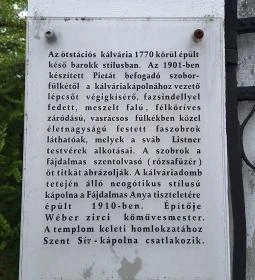 Az ötstációs kálvária 1770 körül épült
késő barokk stílusban. Az 1901-ben
készített Pietát befogadó szobor-
fülkétől a kálváriakápolnához vezető
lépcsőt végigkísérő, fazsindellyel
fedett, meszelt falú, félköríves
záródású, vasrácsos fülkékben közel
életnagyságú festett faszobrok
láthatóak, melyek a sváb Listner
testvérek alkotásai. A szobrok a
fájdalmas szentolvasó (rózsafüzér)
öt titkát ábrázolják. A kálváriadomb
tetején álló neogótikus stílusú
kápolna a Fájdalmas Anya tiszteletére
épült 1910-ben. Építője
Wéber zirci kőművesmester.
A templom keleti homlokzatához
Szent Sír-kápolna csatlakozik.